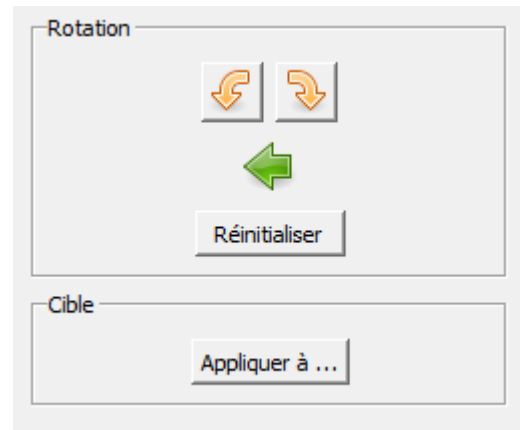 Rotation
Réinitialiser
Cible
Appliquer à ...